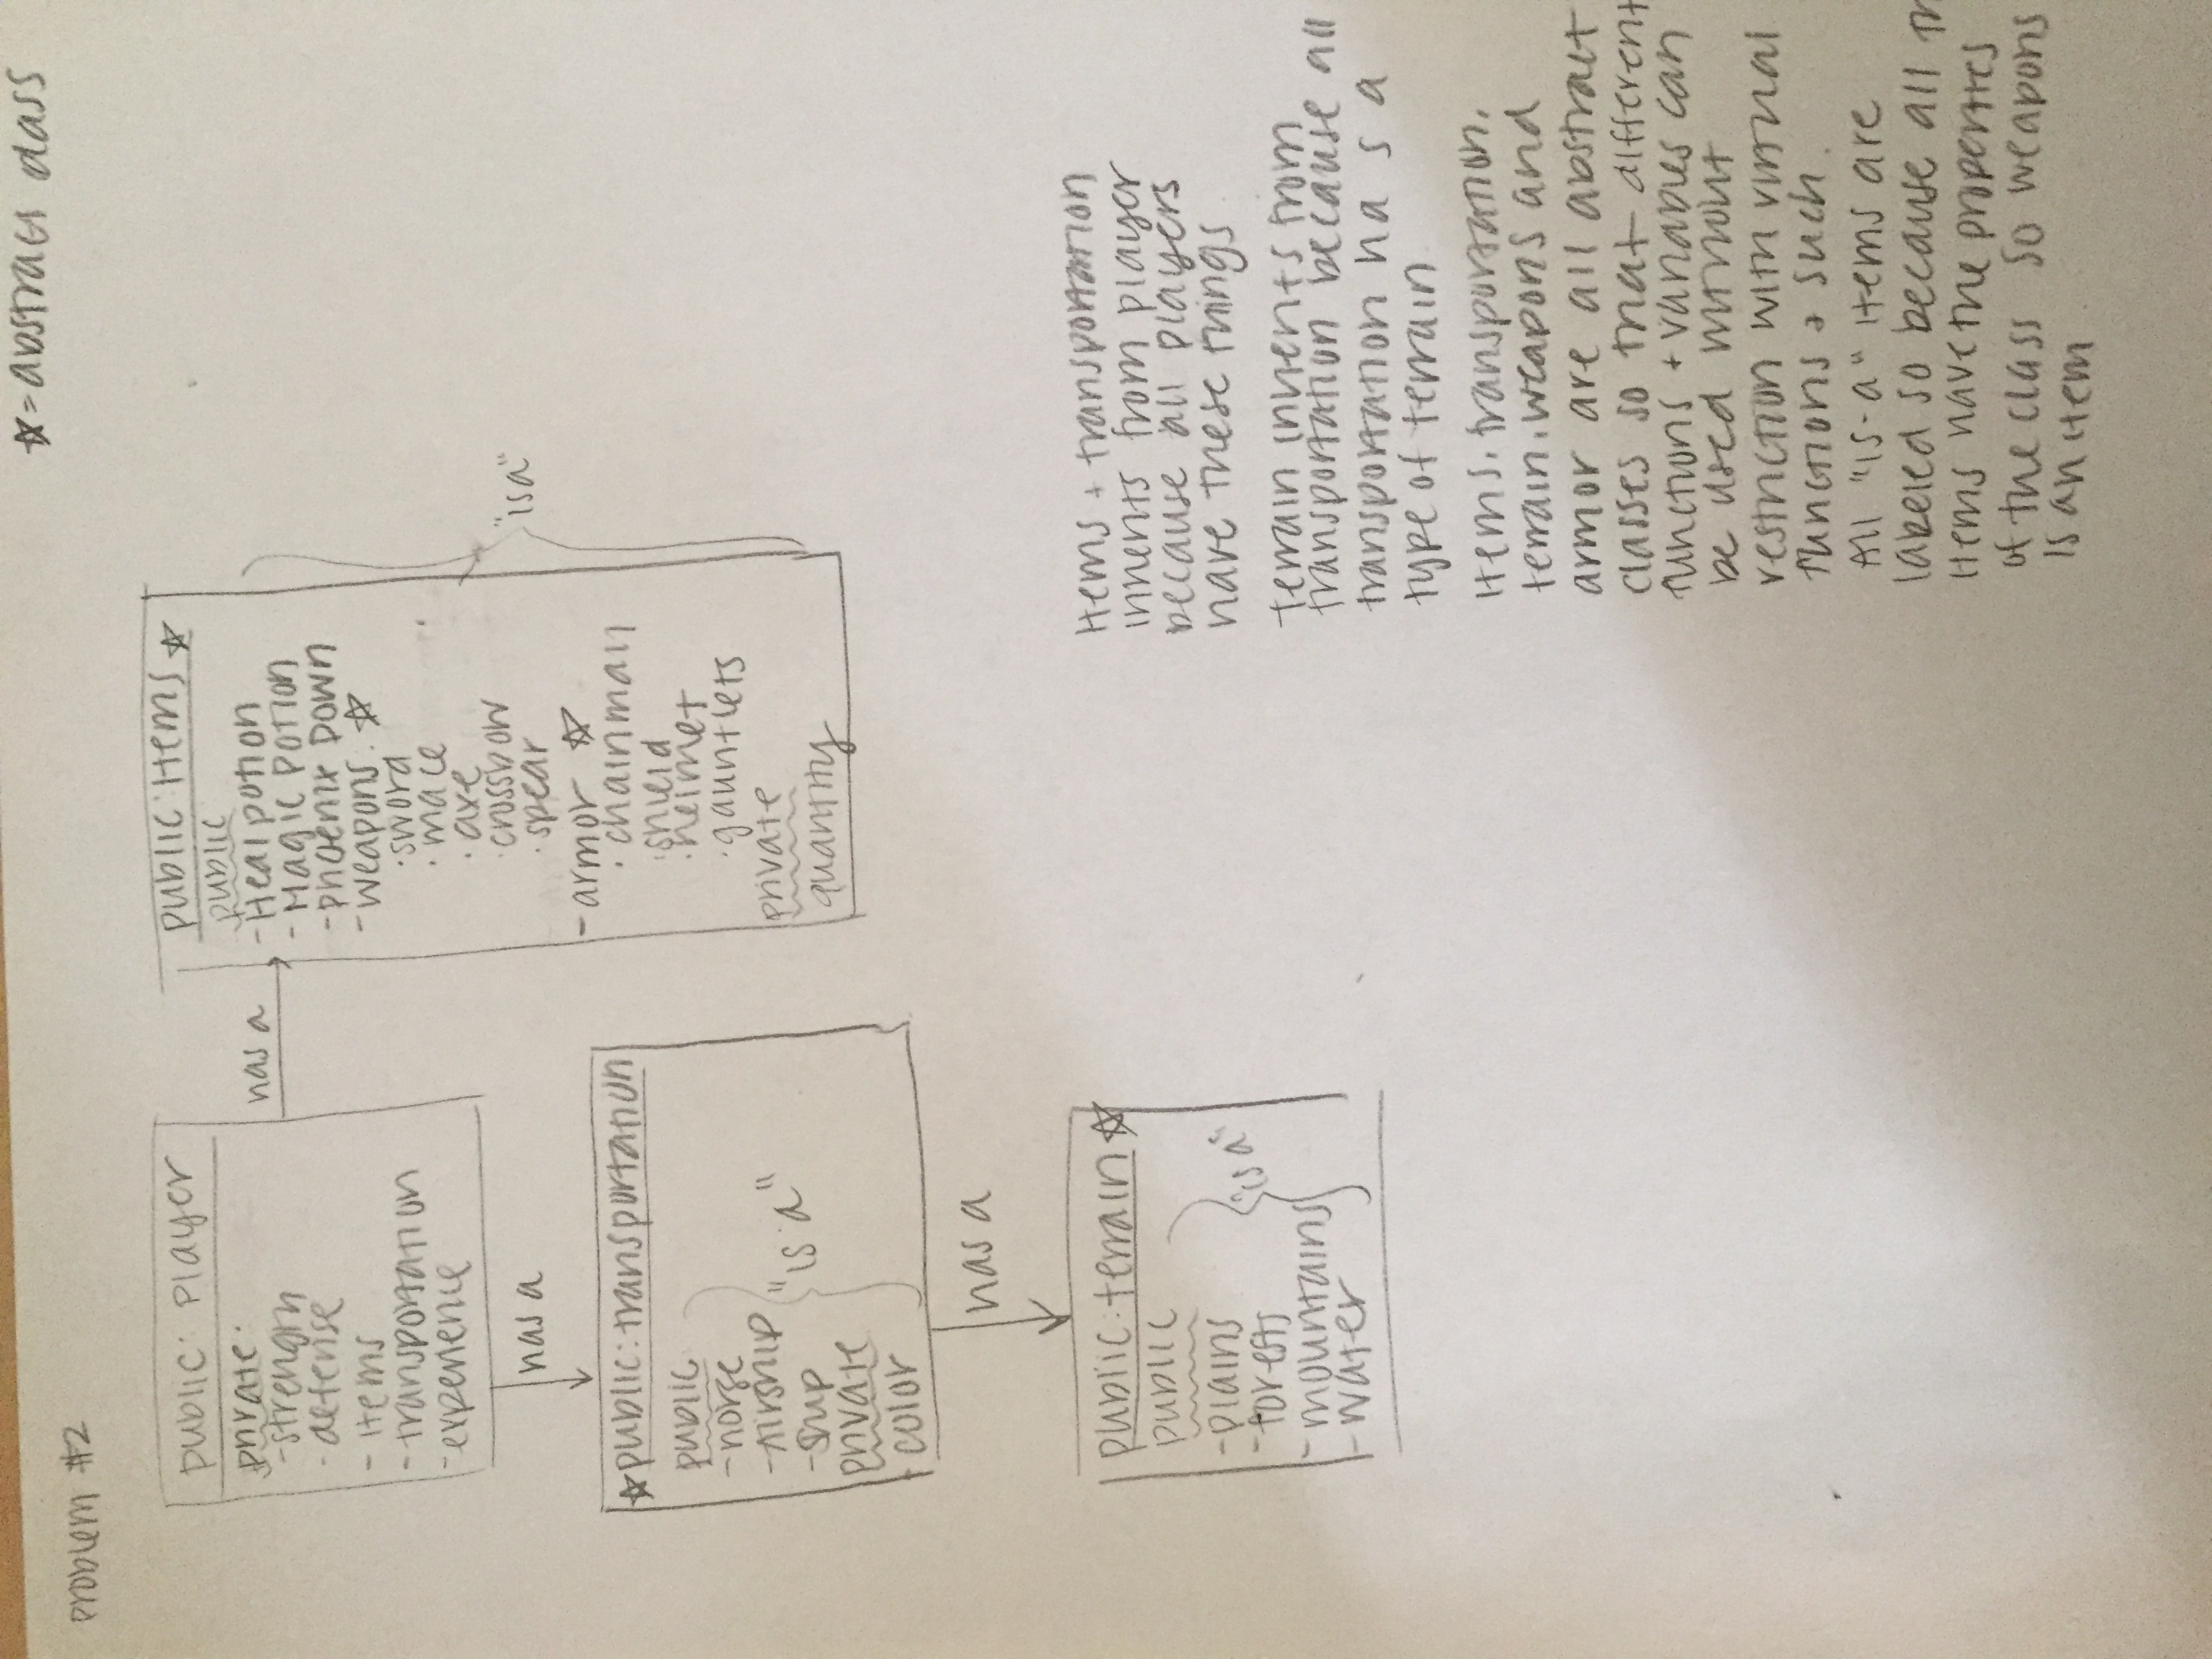 ☆ = abstract class
problem #2
public: player
private:
- strength
- defense
- items
- transportation
- experience
has a
public: Items ☆
public
- Heal potion
- Magic Potion
- Phoenix Down
- weapons. ☆
· sword
· mace
· axe
· crossbow
· spear
- armor ☆
· chainmail
· shield
· helmet
· gauntlets
private
quantity
"is a"
has a
☆ public: transportation
public
- horse
- Airship
- Ship
private
- color
"is a"
has a
public: terrain ☆
public
- plains
- forests
- mountains
- water
"is a"
Items + transportation
inherits from player
because all players
have these things.
terrain inherits from
transportation because all
transportation ha s a
type of terrain
Items, transportation,
terrain, weapons and
armor are all abstract
classes so that different
functions + variables can
be used without
restriction with virtual
functions + such.
All "is-a" items are
labeled so because all th
items have the properties
of the class so weapons
is an item.